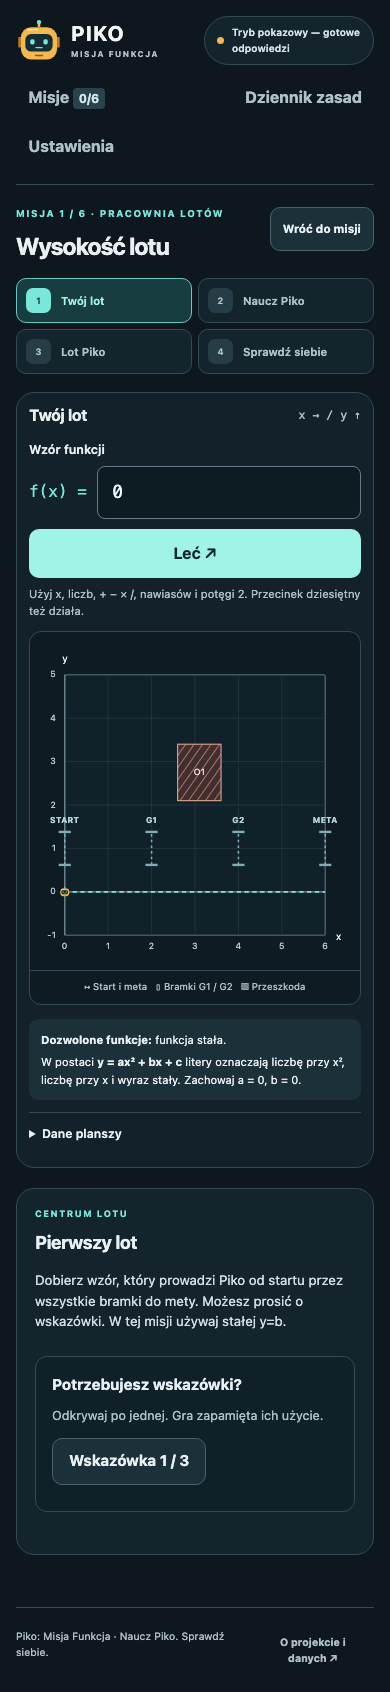 PIKO
MISJA FUNKCJA
Tryb pokazowy — gotowe
odpowiedzi
Misje 0/6
Dziennik zasad
Ustawienia
MISJA 1 / 6 · PRACOWNIA LOTÓW
Wysokość lotu
Wróć do misji
1 Twój lot
2 Naucz Piko
3 Lot Piko
4 Sprawdź siebie
Twój lot
x → / y ↑
Wzór funkcji
f(x) = 0
Leć ↗
Użyj x, liczb, + − × /, nawiasów i potęgi 2. Przecinek dziesiętny
też działa.
y
5
4
3
2
1
0
-1
O1
START
G1
G2
META
0 1 2 3 4 5 6
x
↦ Start i meta ▯ Bramki G1 / G2 ▨ Przeszkoda
Dozwolone funkcje: funkcja stała.
W postaci y = ax² + bx + c litery oznaczają liczbę przy x²,
liczbę przy x i wyraz stały. Zachowaj a = 0, b = 0.
▶ Dane planszy
CENTRUM LOTU
Pierwszy lot
Dobierz wzór, który prowadzi Piko od startu przez
wszystkie bramki do mety. Możesz prosić o
wskazówki. W tej misji używaj stałej y=b.
Potrzebujesz wskazówki?
Odkrywaj po jednej. Gra zapamięta ich użycie.
Wskazówka 1 / 3
Piko: Misja Funkcja · Naucz Piko. Sprawdź
siebie.
O projekcie i
danych ↗